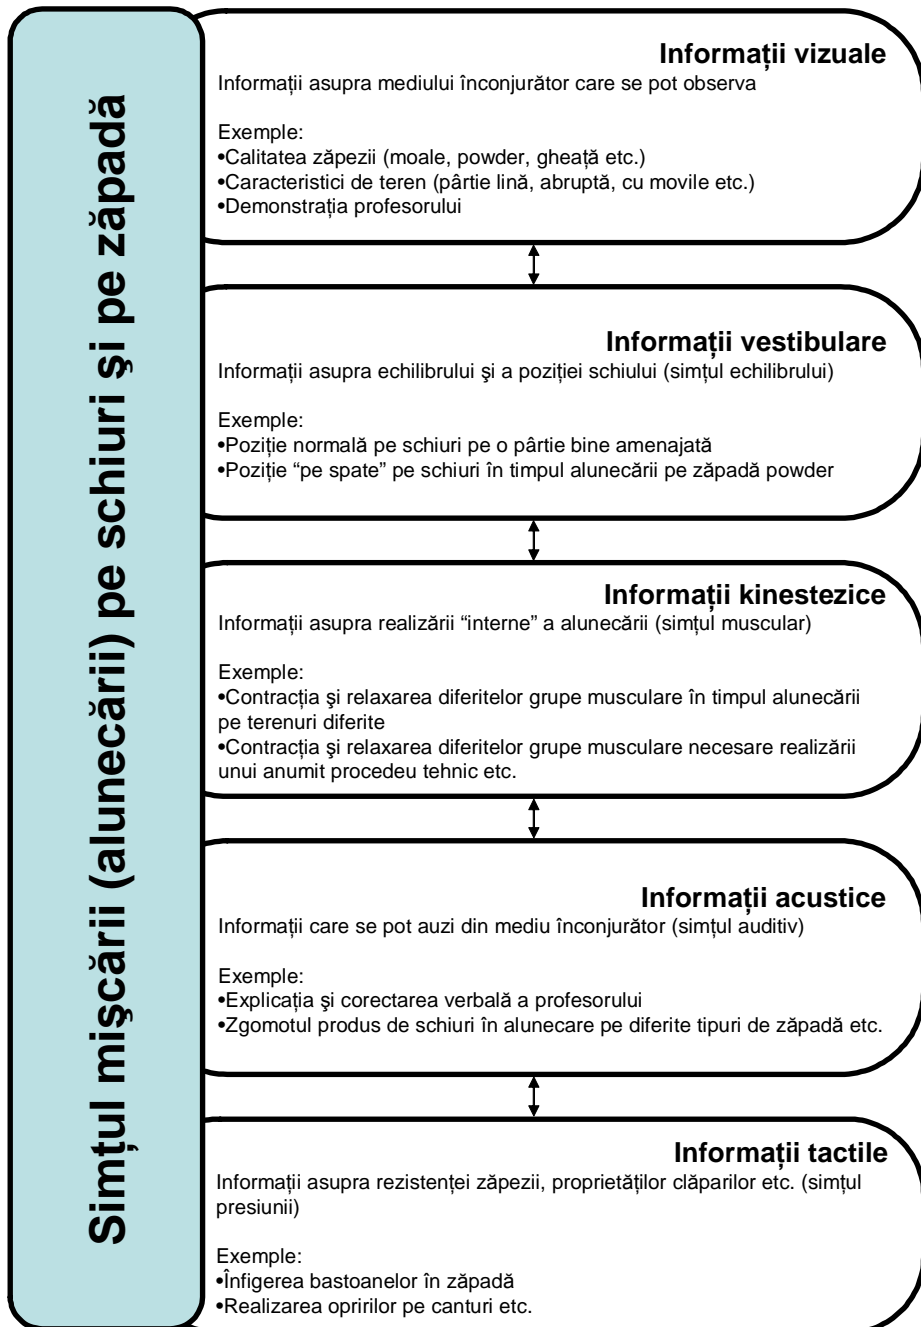 Simţul mişcării (alunecării) pe schiuri şi pe zăpadă
Informații vizuale
Informații asupra mediului înconjurător care se pot observa
Exemple:
•Calitatea zăpezii (moale, powder, gheață etc.)
•Caracteristici de teren (pârtie lină, abruptă, cu movile etc.)
•Demonstrația profesorului
Informații vestibulare
Informații asupra echilibrului şi a poziției schiului (simțul echilibrului)
Exemple:
•Poziție normală pe schiuri pe o pârtie bine amenajată
•Poziție “pe spate” pe schiuri în timpul alunecării pe zăpadă powder
Informații kinestezice
Informații asupra realizării “interne” a alunecării (simțul muscular)
Exemple:
•Contracția şi relaxarea diferitelor grupe musculare în timpul alunecării
pe terenuri diferite
•Contracția şi relaxarea diferitelor grupe musculare necesare realizării
unui anumit procedeu tehnic etc.
Informații acustice
Informații care se pot auzi din mediu înconjurător (simțul auditiv)
Exemple:
•Explicația şi corectarea verbală a profesorului
•Zgomotul produs de schiuri în alunecare pe diferite tipuri de zăpadă etc.
Informații tactile
Informații asupra rezistenței zăpezii, proprietăților clăparilor etc. (simțul
presiunii)
Exemple:
•Înfigerea bastoanelor în zăpadă
•Realizarea opririlor pe canturi etc.